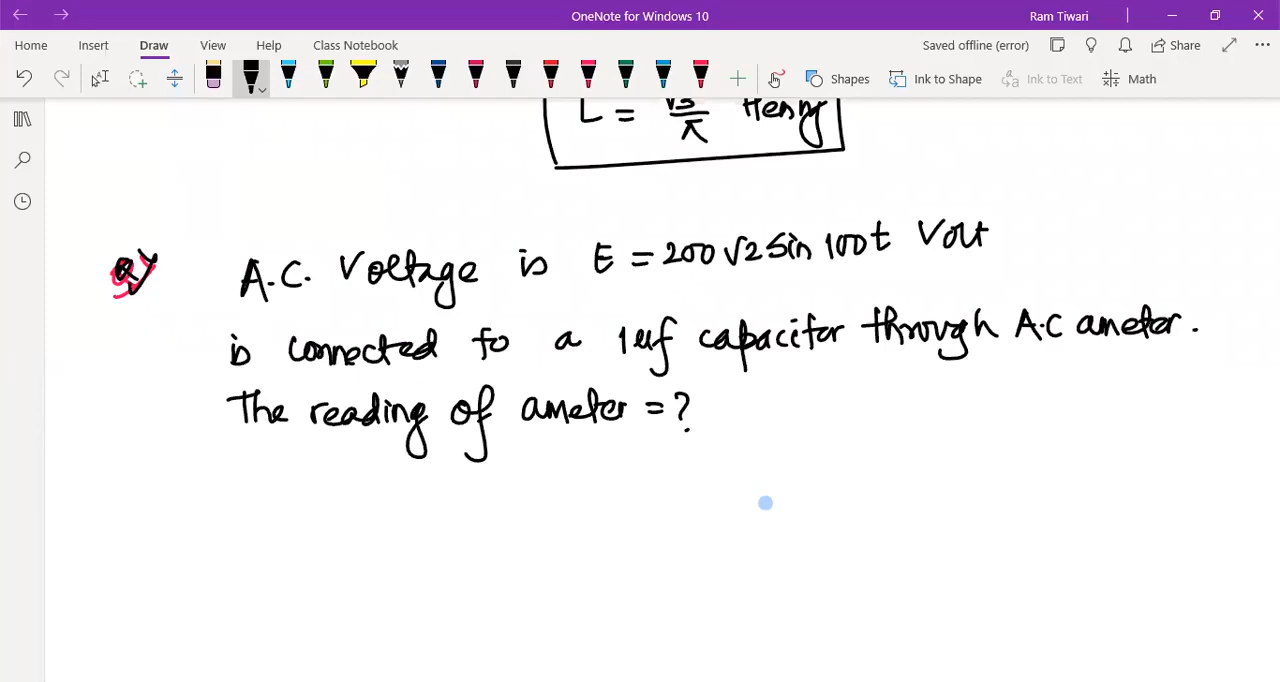 OneNote for Windows 10
Ram Tiwari
Home Insert Draw View Help Class Notebook
Saved offline (error) Share
Shapes Ink to Shape Ink to Text Math
L = √3/π Henry
Q
A.C. Voltage is E = 200√2 Sin 100t Volt
is connected to a 1uf capacitor through A.C ameter.
The reading of ameter = ?